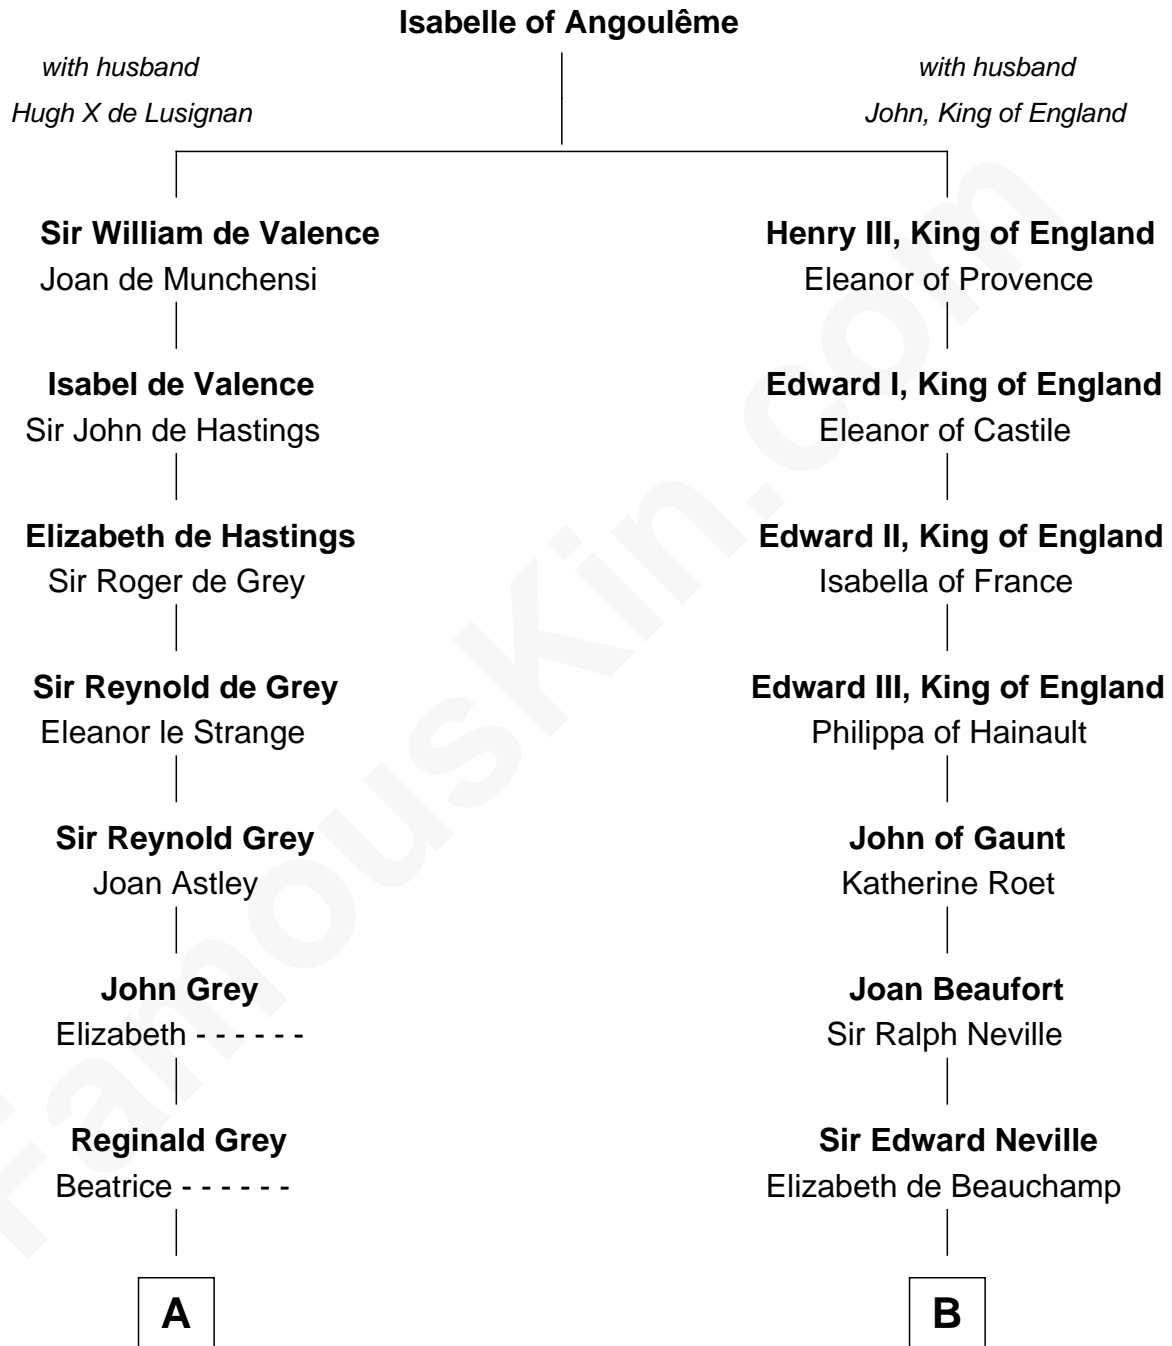 Isabelle of Angoulême
with husband
Hugh X de Lusignan
with husband
John, King of England
Sir William de Valence
Joan de Munchensi
Henry III, King of England
Eleanor of Provence
Isabel de Valence
Sir John de Hastings
Edward I, King of England
Eleanor of Castile
Elizabeth de Hastings
Sir Roger de Grey
Edward II, King of England
Isabella of France
Sir Reynold de Grey
Eleanor le Strange
Edward III, King of England
Philippa of Hainault
Sir Reynold Grey
Joan Astley
John of Gaunt
Katherine Roet
John Grey
Elizabeth - - - - - -
Joan Beaufort
Sir Ralph Neville
Reginald Grey
Beatrice - - - - - -
Sir Edward Neville
Elizabeth de Beauchamp
A
B
FamousKin.com